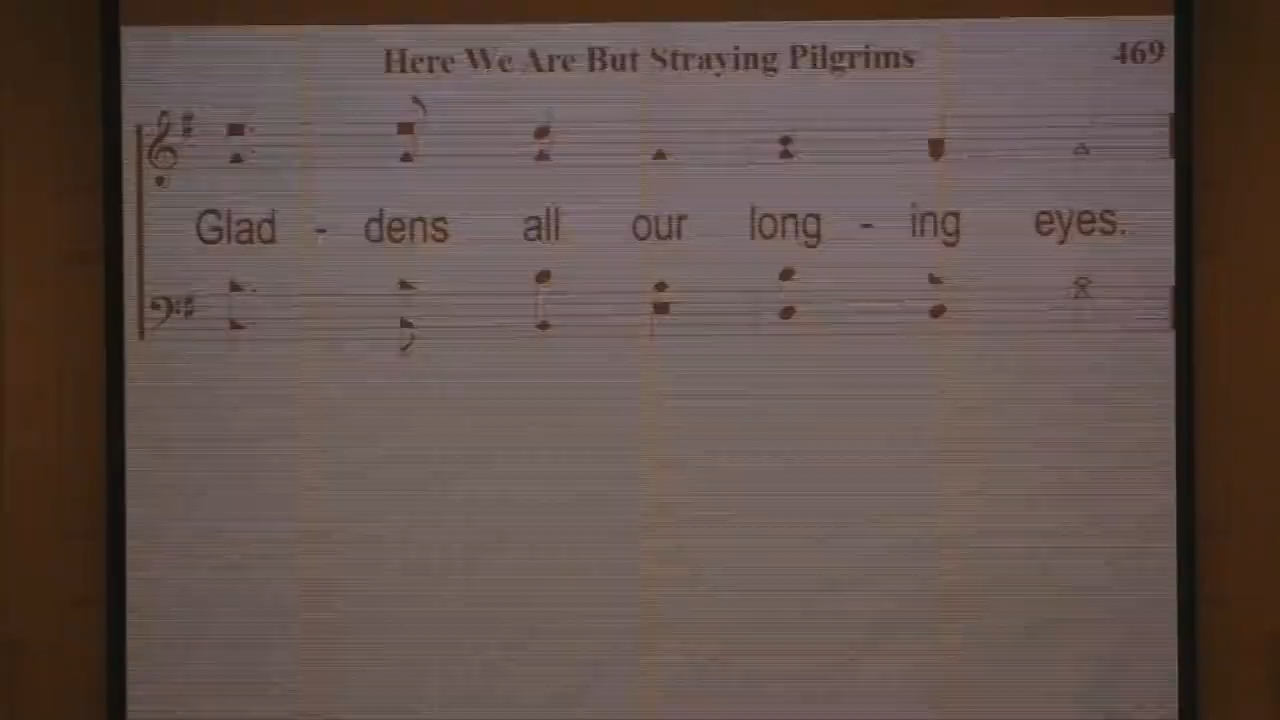 Here We Are But Straying Pilgrims 469
Glad - dens all our long - ing eyes.